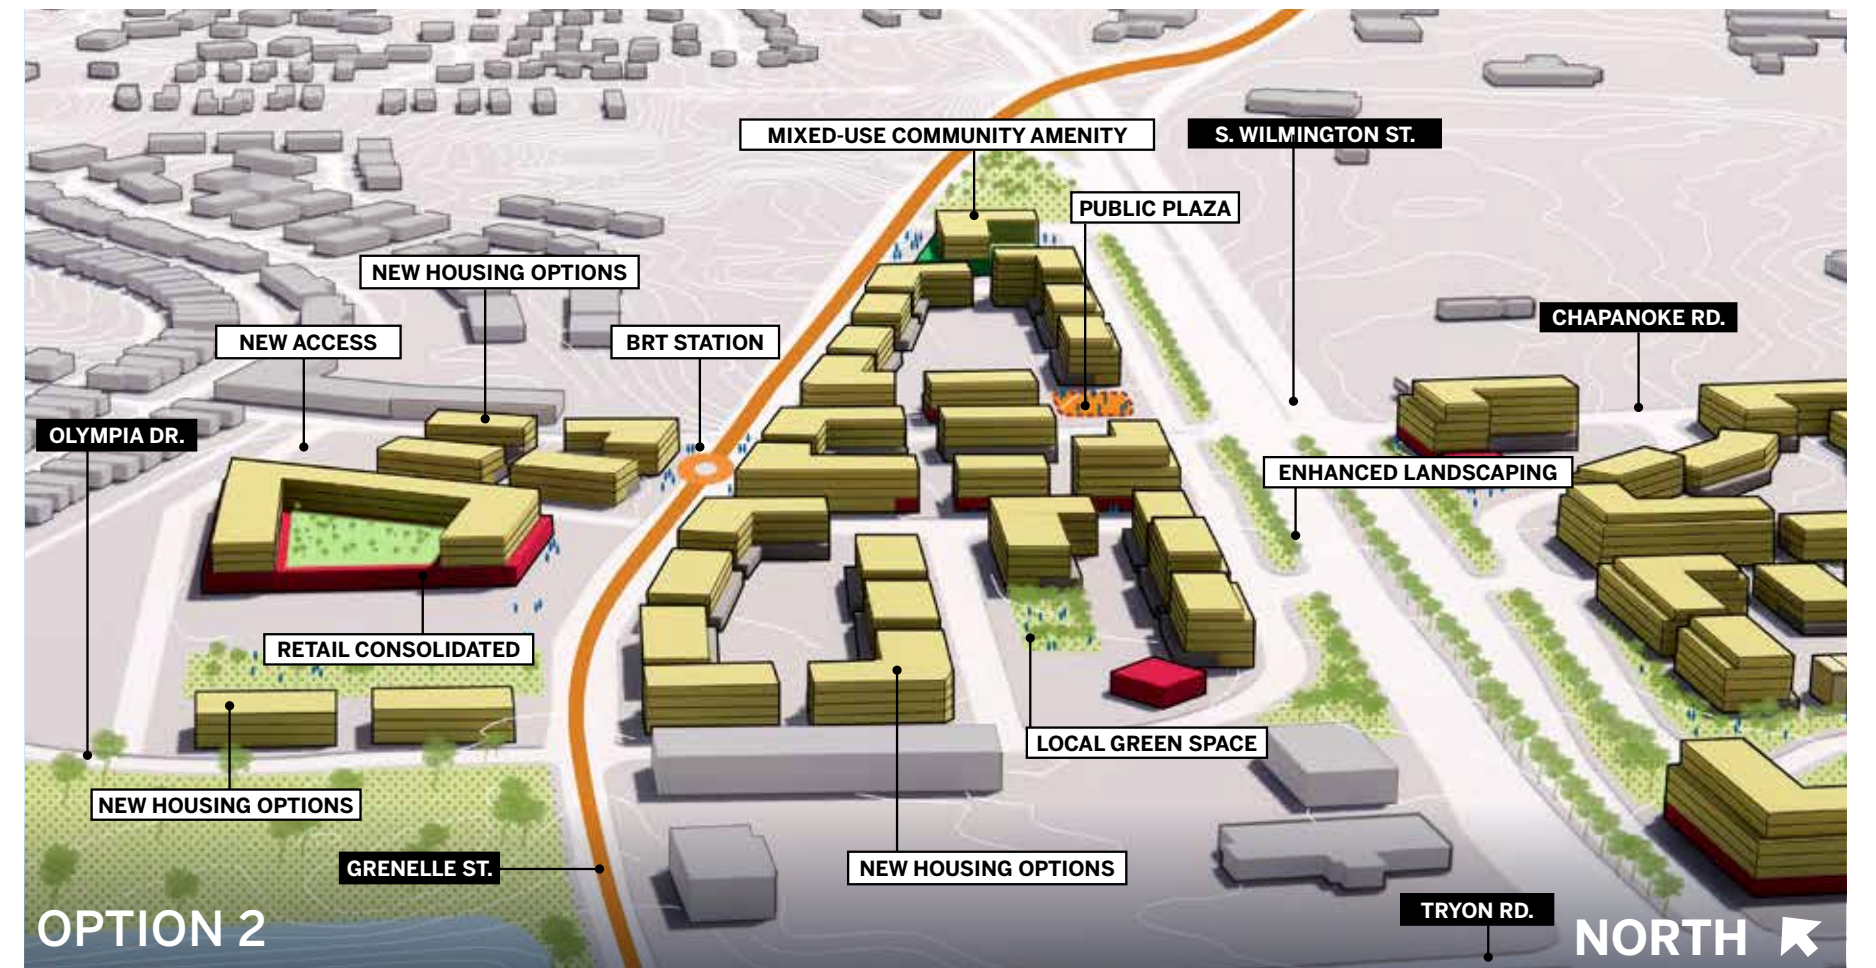 MIXED-USE COMMUNITY AMENITY
S. WILMINGTON ST.
PUBLIC PLAZA
NEW HOUSING OPTIONS
CHAPANOKE RD.
NEW ACCESS
BRT STATION
OLYMPIA DR.
ENHANCED LANDSCAPING
RETAIL CONSOLIDATED
LOCAL GREEN SPACE
NEW HOUSING OPTIONS
GRENELLE ST.
NEW HOUSING OPTIONS
TRYON RD.
OPTION 2
NORTH